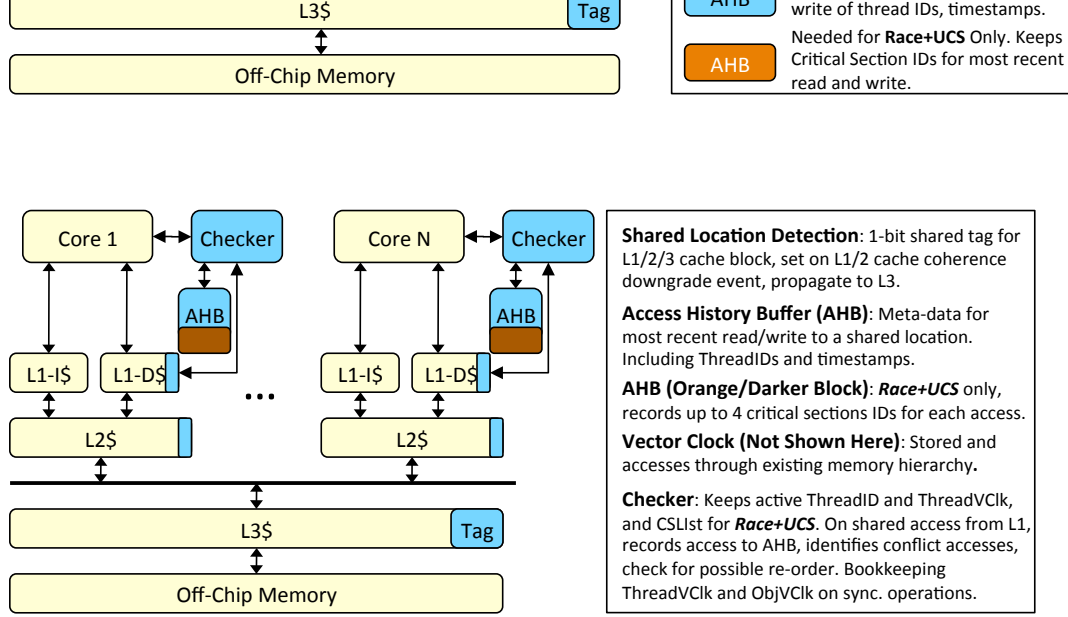 L3$
Tag
AHB
write of thread IDs, timestamps.
Off-Chip Memory
AHB
Needed for Race+UCS Only. Keeps
Critical Section IDs for most recent
read and write.
Core 1
Checker
Core N
Checker
AHB
AHB
L1-I$
L1-D$
L1-I$
L1-D$
...
L2$
L2$
L3$
Tag
Off-Chip Memory
Shared Location Detection: 1-bit shared tag for
L1/2/3 cache block, set on L1/2 cache coherence
downgrade event, propagate to L3.
Access History Buffer (AHB): Meta-data for
most recent read/write to a shared location.
Including ThreadIDs and timestamps.
AHB (Orange/Darker Block): Race+UCS only,
records up to 4 critical sections IDs for each access.
Vector Clock (Not Shown Here): Stored and
accesses through existing memory hierarchy.
Checker: Keeps active ThreadID and ThreadVClk,
and CSLIst for Race+UCS. On shared access from L1,
records access to AHB, identifies conflict accesses,
check for possible re-order. Bookkeeping
ThreadVClk and ObjVClk on sync. operations.